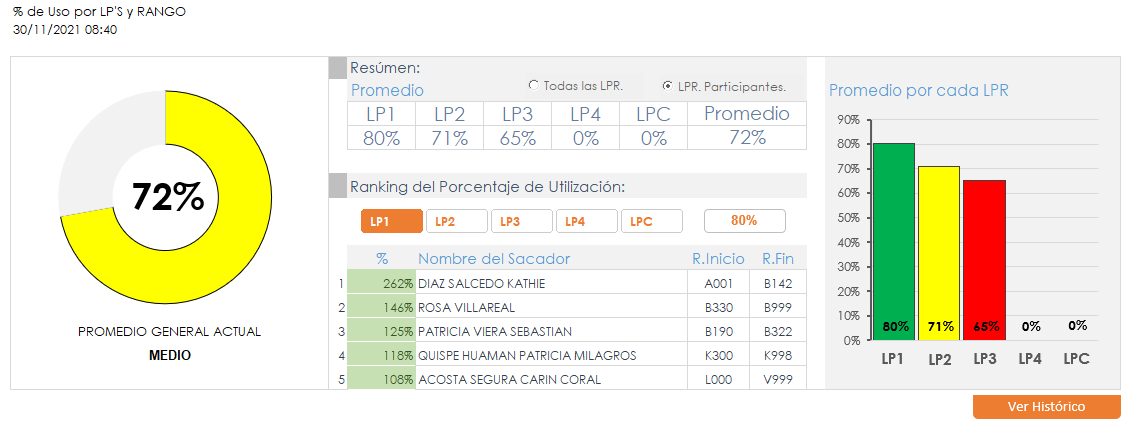 % de Uso por LP'S y RANGO
30/11/2021 08:40
72%
PROMEDIO GENERAL ACTUAL
MEDIO
Resúmen:
Promedio
Todas las LPR.
LPR. Participantes.
LP1 LP2 LP3 LP4 LPC Promedio
80% 71% 65% 0% 0% 72%
Ranking del Porcentaje de Utilización:
LP1 LP2 LP3 LP4 LPC 80%
% Nombre del Sacador R.Inicio R.Fin
1 262% DIAZ SALCEDO KATHIE A001 B142
2 146% ROSA VILLAREAL B330 B999
3 125% PATRICIA VIERA SEBASTIAN B190 B322
4 118% QUISPE HUAMAN PATRICIA MILAGROS K300 K998
5 108% ACOSTA SEGURA CARIN CORAL L000 V999
Promedio por cada LPR
90%
80%
70%
60%
50%
40%
30%
20%
10%
0%
80% 71% 65% 0% 0%
LP1 LP2 LP3 LP4 LPC
Ver Histórico